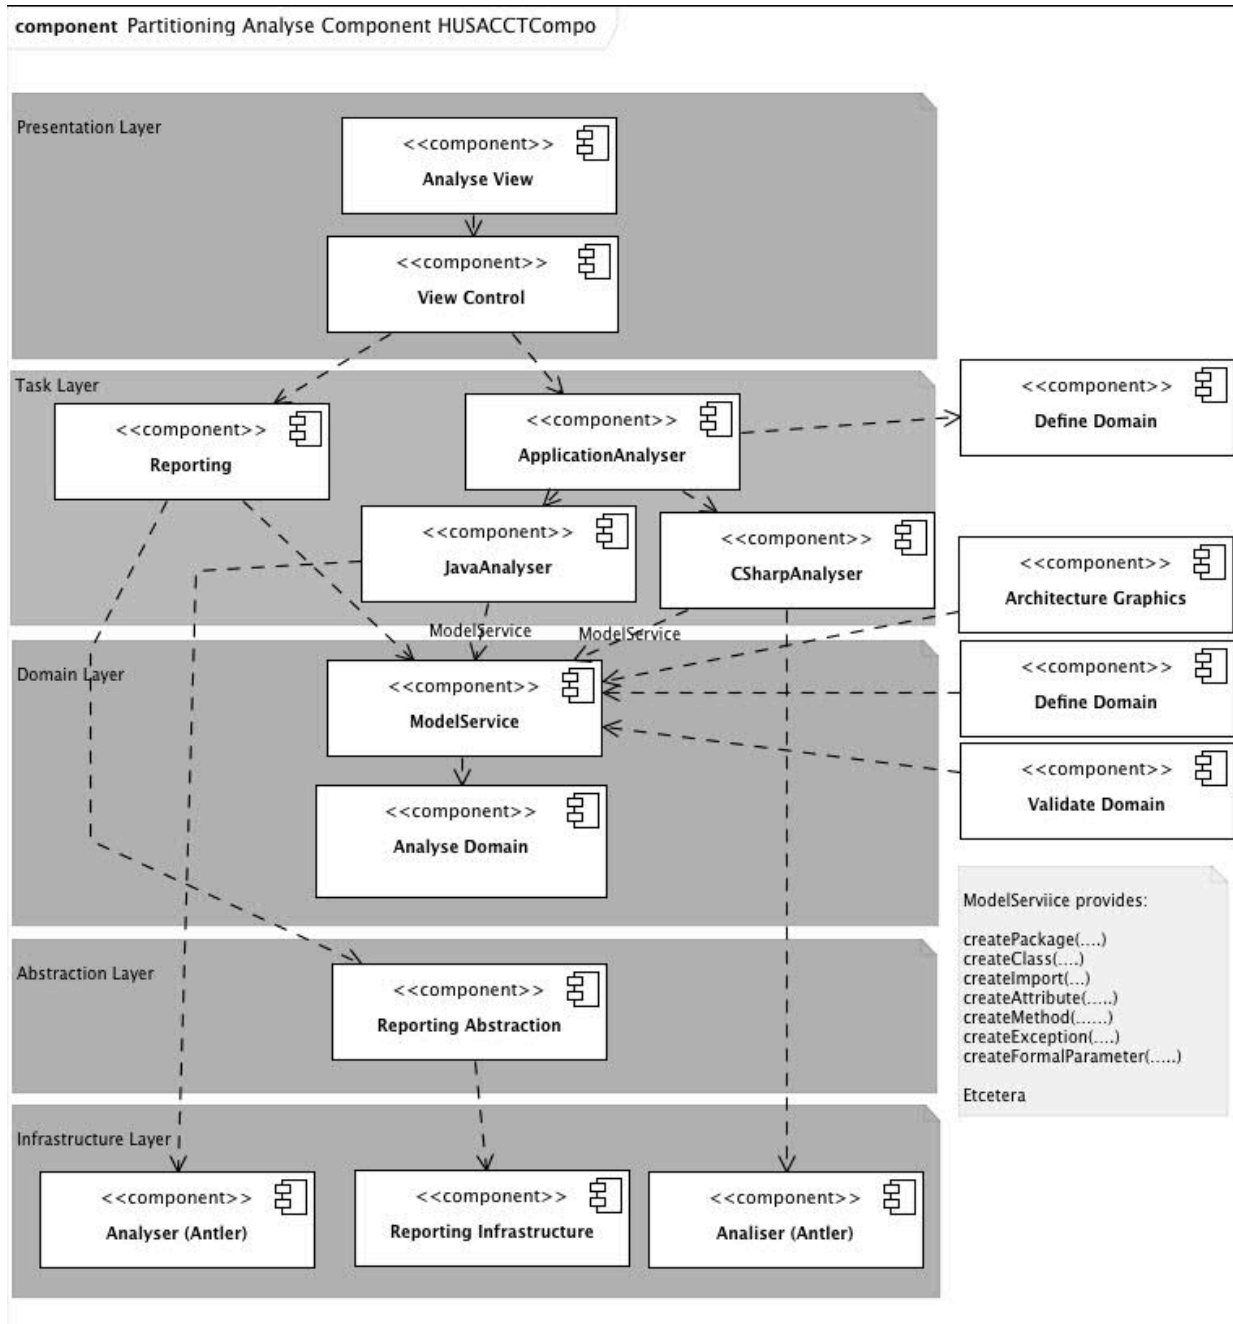 component Partitioning Analyse Component HUSACCTCompo
Presentation Layer
<<component>>
Analyse View
<<component>>
View Control
Task Layer
<<component>>
Reporting
<<component>>
ApplicationAnalyser
<<component>>
Define Domain
<<component>>
JavaAnalyser
<<component>>
CSharpAnalyser
<<component>>
Architecture Graphics
ModelService
ModelService
Domain Layer
<<component>>
ModelService
<<component>>
Define Domain
<<component>>
Validate Domain
<<component>>
Analyse Domain
ModelServiice provides:
createPackage(....)
createClass(....)
createImport(...)
createAttribute(.....)
createMethod(......)
createException(....)
createFormalParameter(.....)
Etcetera
Abstraction Layer
<<component>>
Reporting Abstraction
Infrastructure Layer
<<component>>
Analyser (Antler)
<<component>>
Reporting Infrastructure
<<component>>
Analiser (Antler)